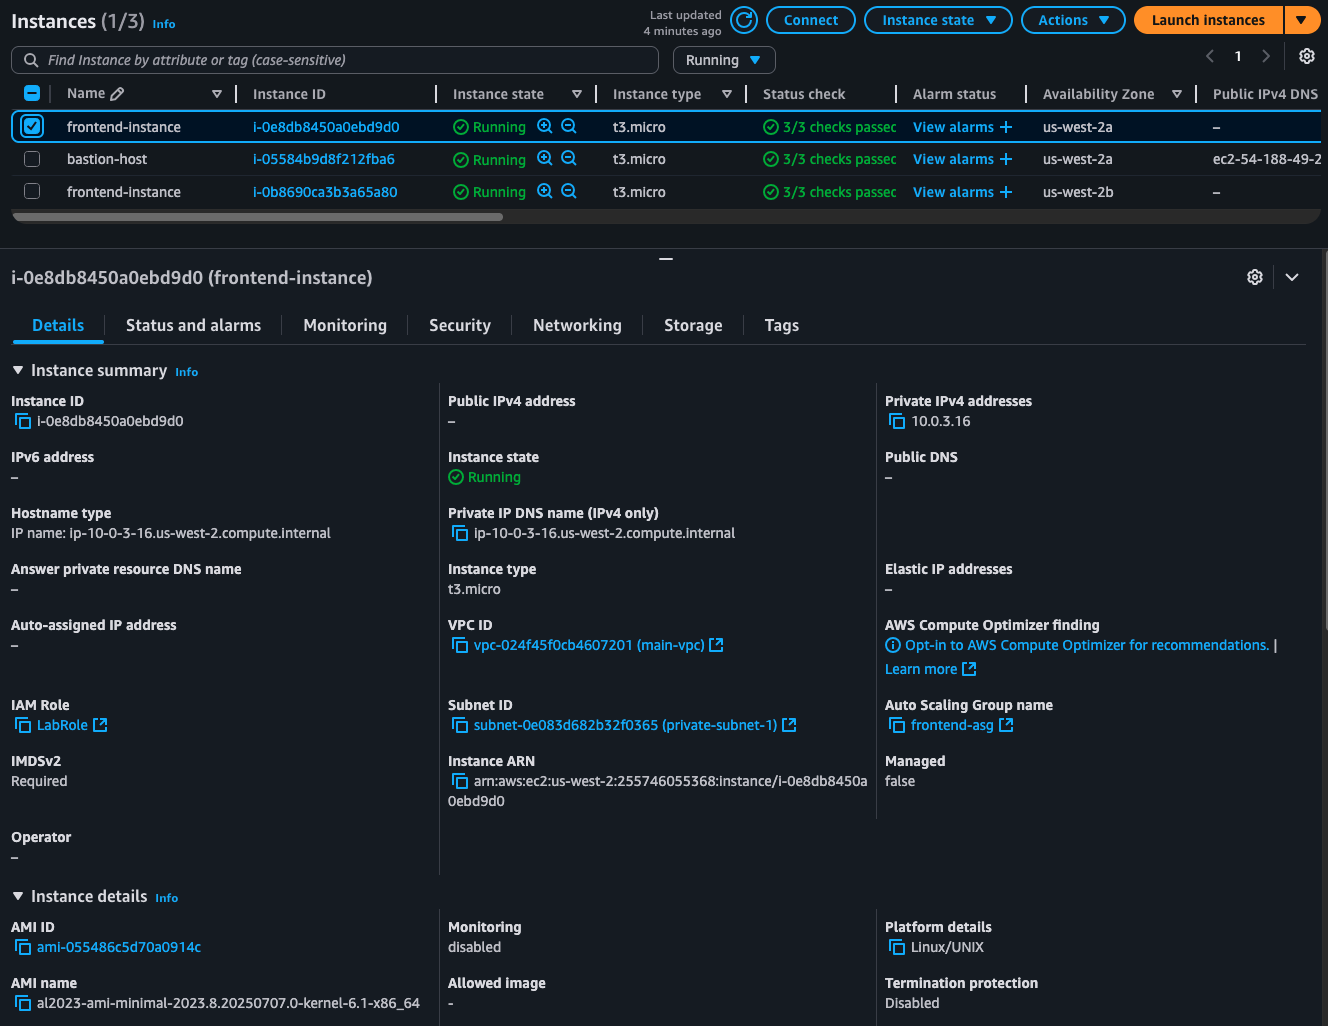 Instances (1/3) Info
Last updated
4 minutes ago
Connect
Instance state
Actions
Launch instances
Find Instance by attribute or tag (case-sensitive)
Running
1
Name Instance ID Instance state Instance type Status check Alarm status Availability Zone Public IPv4 DNS
frontend-instance i-0e8db8450a0ebd9d0 Running t3.micro 3/3 checks passec View alarms + us-west-2a –
bastion-host i-05584b9d8f212fba6 Running t3.micro 3/3 checks passec View alarms + us-west-2a ec2-54-188-49-2
frontend-instance i-0b8690ca3b3a65a80 Running t3.micro 3/3 checks passec View alarms + us-west-2b –
i-0e8db8450a0ebd9d0 (frontend-instance)
Details Status and alarms Monitoring Security Networking Storage Tags
Instance summary Info
Instance ID
i-0e8db8450a0ebd9d0
Public IPv4 address
–
Private IPv4 addresses
10.0.3.16
IPv6 address
–
Instance state
Running
Public DNS
–
Hostname type
IP name: ip-10-0-3-16.us-west-2.compute.internal
Private IP DNS name (IPv4 only)
ip-10-0-3-16.us-west-2.compute.internal
Answer private resource DNS name
–
Instance type
t3.micro
Elastic IP addresses
–
Auto-assigned IP address
–
VPC ID
vpc-024f45f0cb4607201 (main-vpc)
AWS Compute Optimizer finding
Opt-in to AWS Compute Optimizer for recommendations. |
Learn more
IAM Role
LabRole
Subnet ID
subnet-0e083d682b32f0365 (private-subnet-1)
Auto Scaling Group name
frontend-asg
IMDSv2
Required
Instance ARN
arn:aws:ec2:us-west-2:255746055368:instance/i-0e8db8450a
0ebd9d0
Managed
false
Operator
–
Instance details Info
AMI ID
ami-055486c5d70a0914c
Monitoring
disabled
Platform details
Linux/UNIX
AMI name
al2023-ami-minimal-2023.8.20250707.0-kernel-6.1-x86_64
Allowed image
-
Termination protection
Disabled